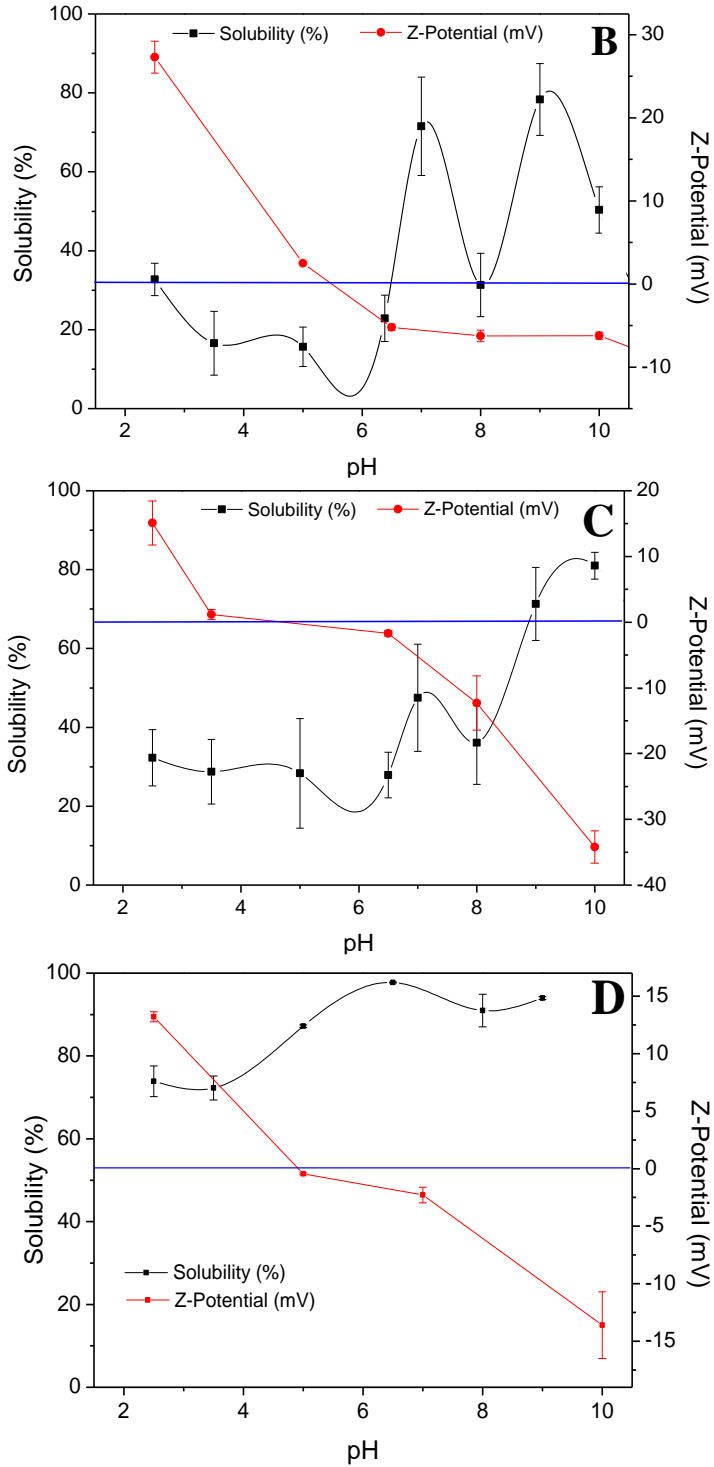 Solubility (%) Z-Potential (mV) B
100
80
60
40
20
0
30
20
10
0
-10
2 4 6 8 10
Solubility (%)
Z-Potential (mV)
pH
Solubility (%) Z-Potential (mV) C
100
80
60
40
20
0
20
10
0
-10
-20
-30
-40
2 4 6 8 10
Solubility (%)
Z-Potential (mV)
pH
D
100
80
60
40
20
0
15
10
5
0
-5
-10
-15
Solubility (%)
Z-Potential (mV)
2 4 6 8 10
Solubility (%)
Z-Potential (mV)
pH